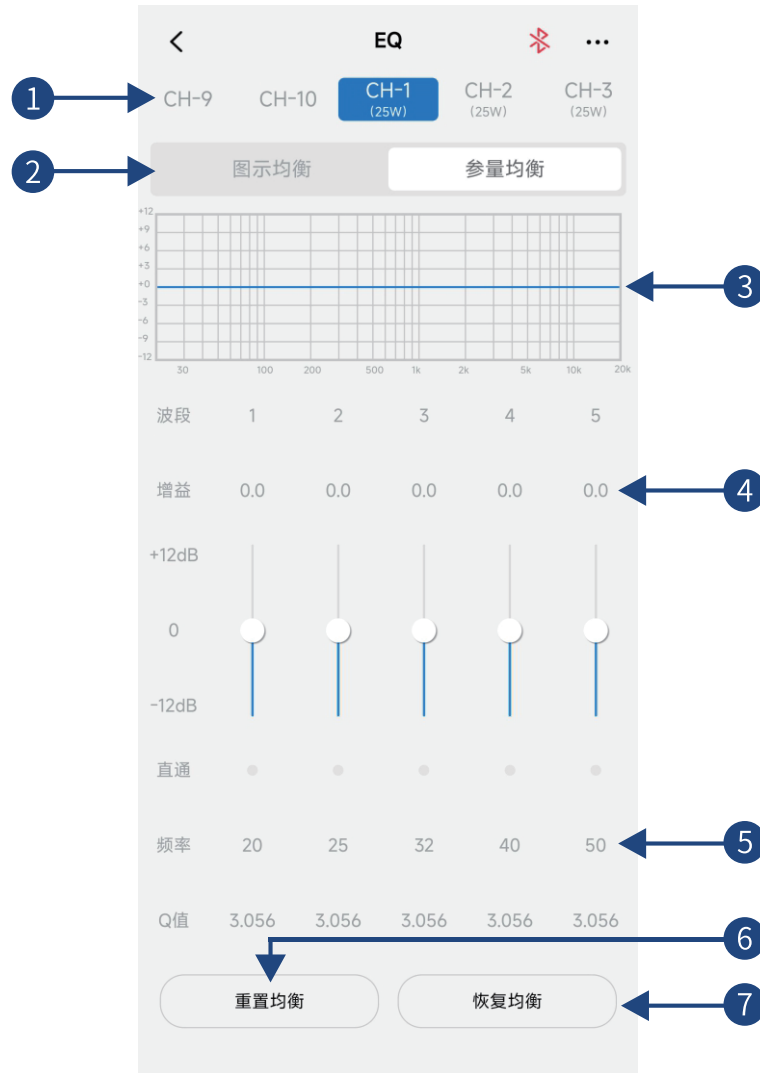 EQ
1
CH-9 CH-10 CH-1 CH-2 CH-3
(25W) (25W) (25W)
2
图示均衡 参量均衡
+12
+9
+6
+3
+0
3
-3
-6
-9
-12
30 100 200 500 1k 2k 5k 10k 20k
波段 1 2 3 4 5
增益 0.0 0.0 0.0 0.0 0.0
4
+12dB
0
-12dB
直通
频率 20 25 32 40 50
5
Q值 3.056 3.056 3.056 3.056 3.056
6
重置均衡 恢复均衡
7